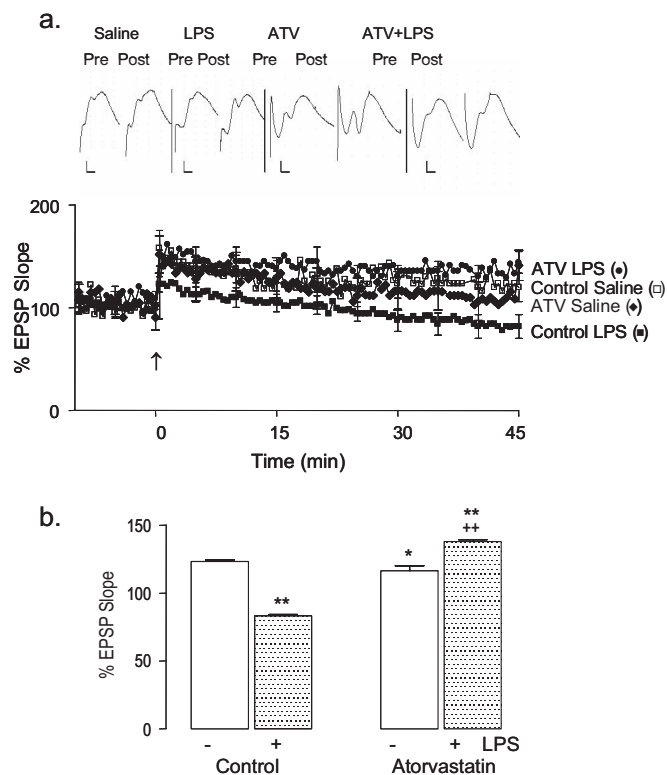 a.
Saline LPS ATV ATV+LPS
Pre Post Pre Post Pre Post Pre Post
200
100
0
% EPSP Slope
↑
0 15 30 45
Time (min)
ATV LPS (●)
Control Saline (□)
ATV Saline (◆)
Control LPS (■)
b.
150
100
50
0
% EPSP Slope
**
*
**
++
- + - + LPS
Control Atorvastatin